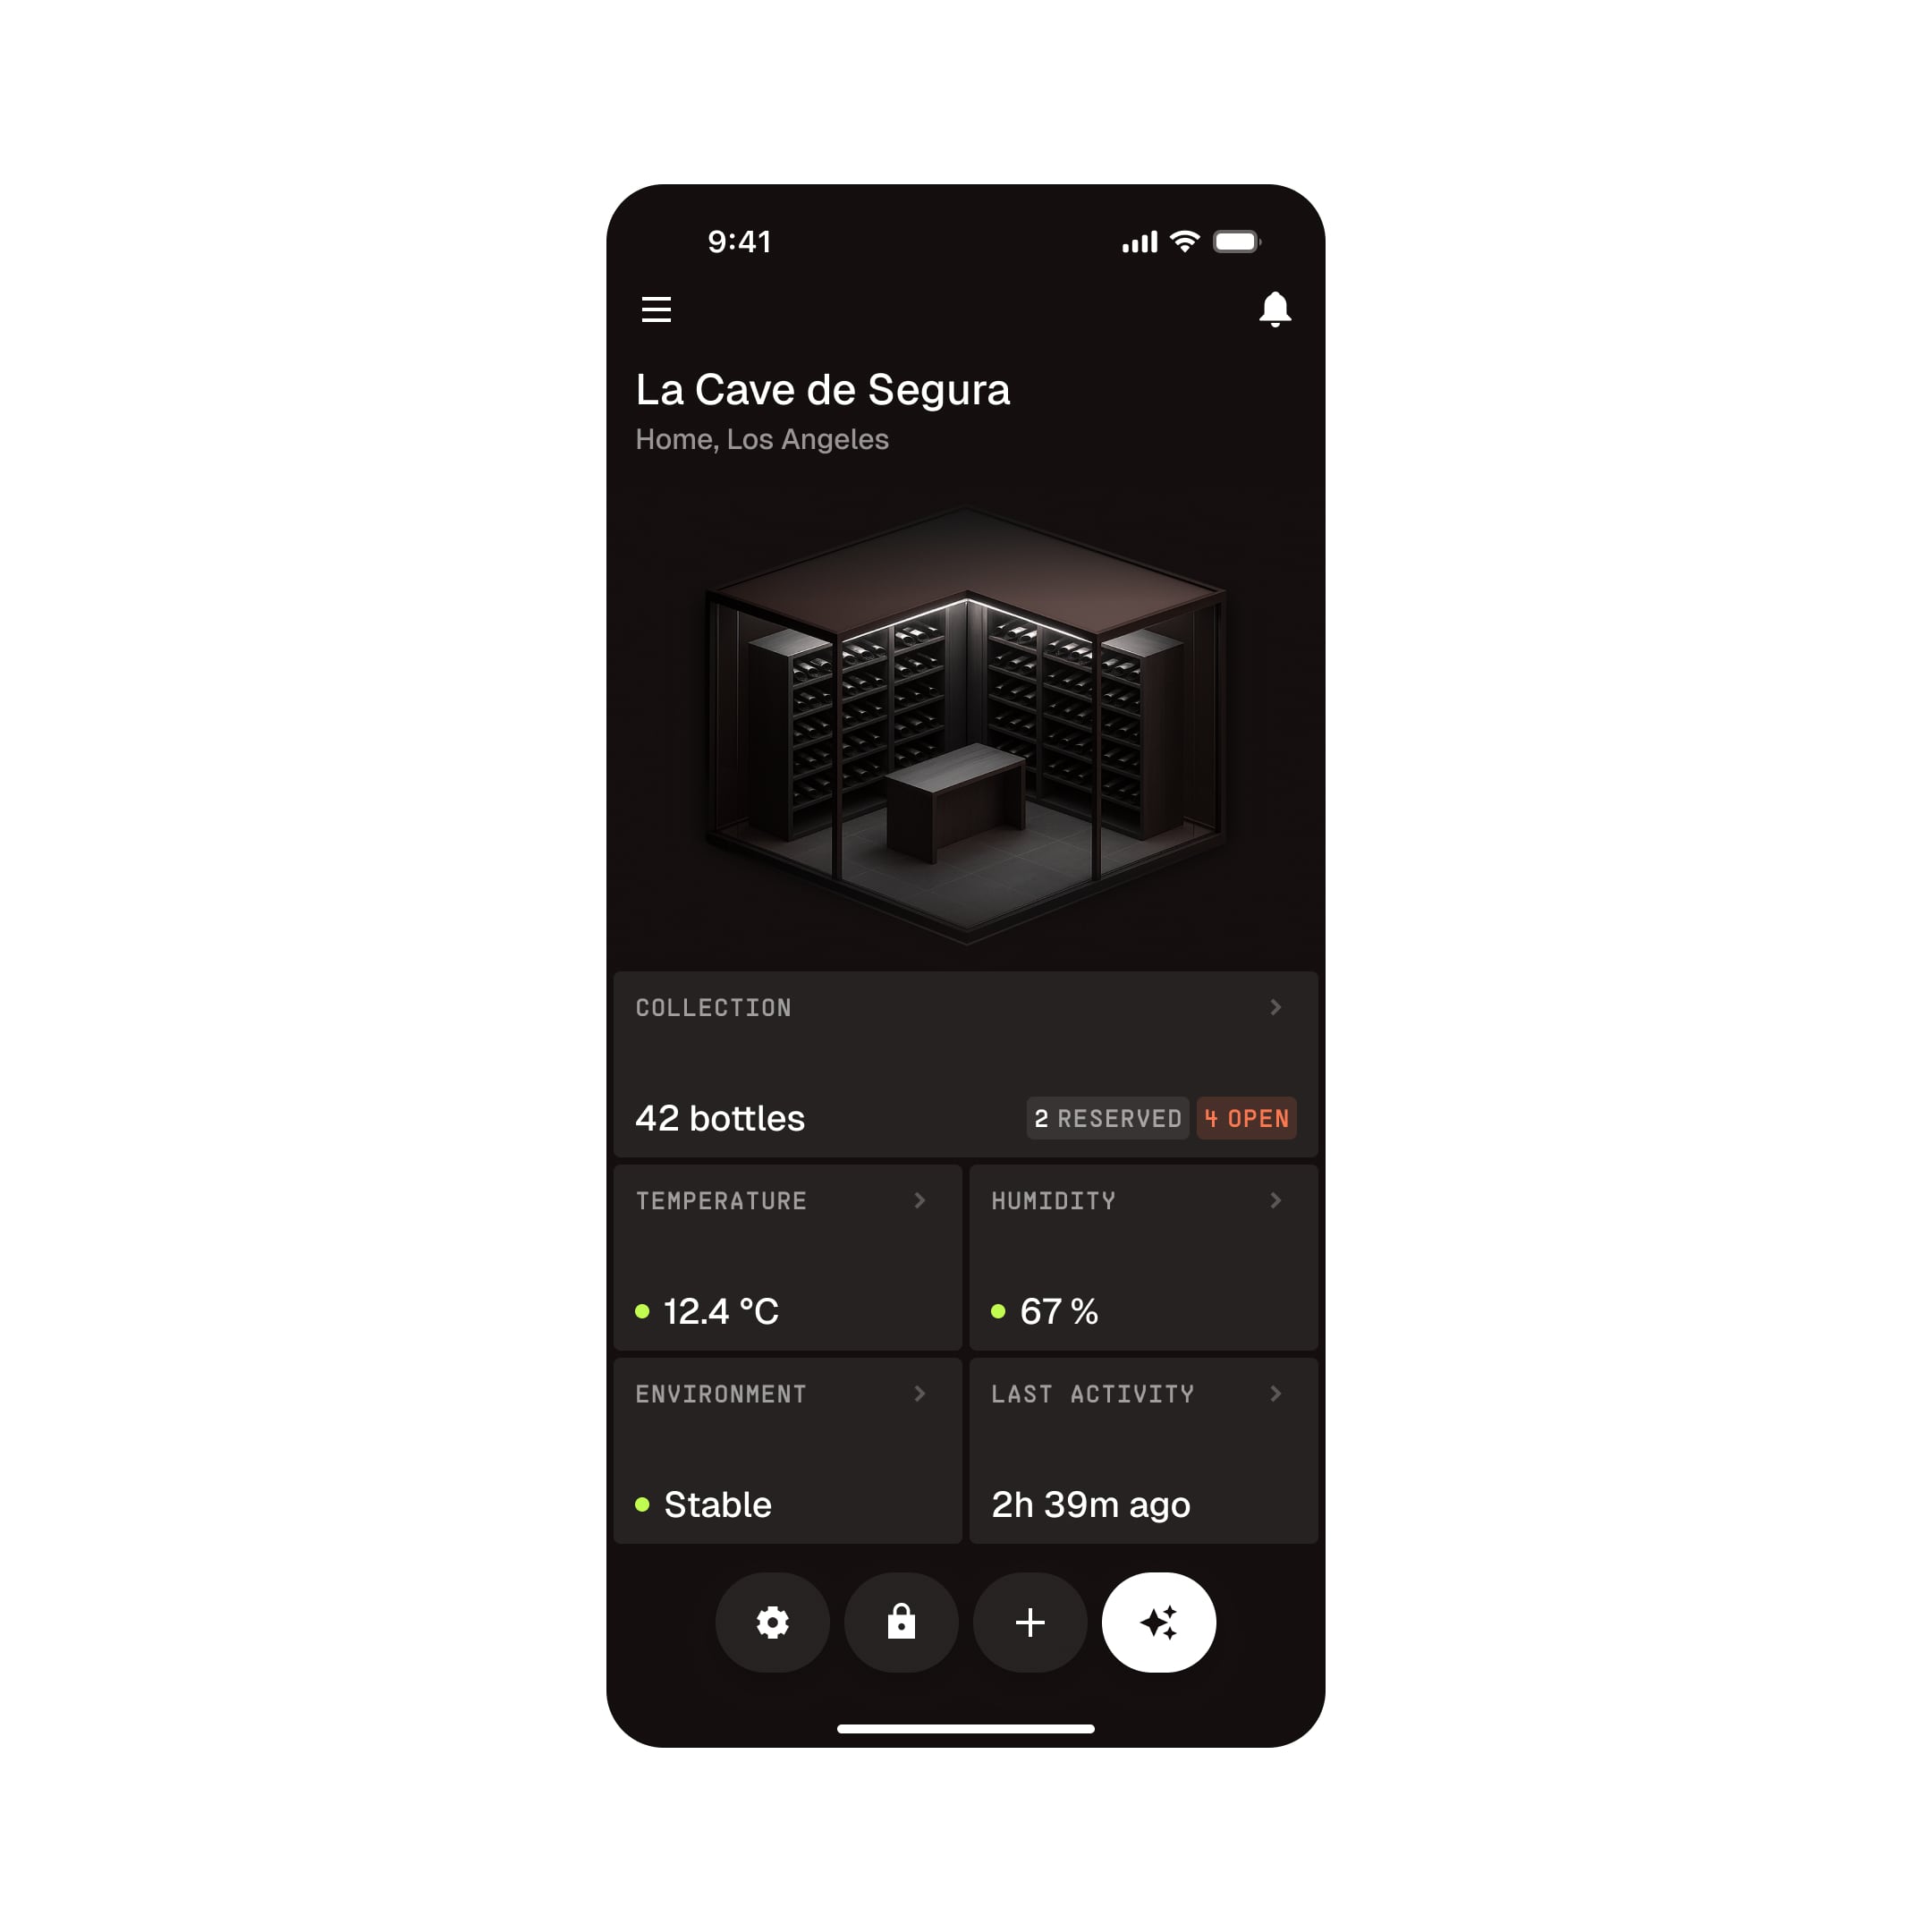 9:41
La Cave de Segura
Home, Los Angeles
COLLECTION
42 bottles
2 RESERVED
4 OPEN
TEMPERATURE
12.4 °C
HUMIDITY
67 %
ENVIRONMENT
Stable
LAST ACTIVITY
2h 39m ago